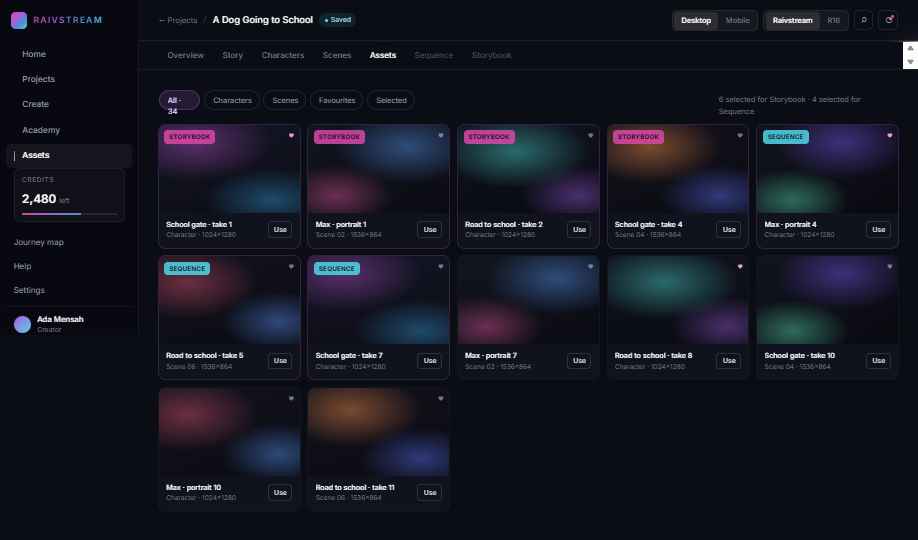 RAIVSTREAM
← Projects / A Dog Going to School
Saved
Desktop
Mobile
Raivstream
R16
Home
Projects
Create
Academy
Assets
CREDITS
2,480 left
Journey map
Help
Settings
Ada Mensah
Creator
Overview
Story
Characters
Scenes
Assets
Sequence
Storybook
All ·
34
Characters
Scenes
Favourites
Selected
6 selected for Storybook · 4 selected for
Sequence
STORYBOOK
School gate · take 1
Character · 1024×1280
Use
STORYBOOK
Max · portrait 1
Scene 02 · 1536×864
Use
STORYBOOK
Road to school · take 2
Character · 1024×1280
Use
STORYBOOK
School gate · take 4
Scene 04 · 1536×864
Use
SEQUENCE
Max · portrait 4
Character · 1024×1280
Use
SEQUENCE
Road to school · take 5
Scene 06 · 1536×864
Use
SEQUENCE
School gate · take 7
Character · 1024×1280
Use
Max · portrait 7
Scene 02 · 1536×864
Use
Road to school · take 8
Character · 1024×1280
Use
School gate · take 10
Scene 04 · 1536×864
Use
Max · portrait 10
Character · 1024×1280
Use
Road to school · take 11
Scene 06 · 1536×864
Use